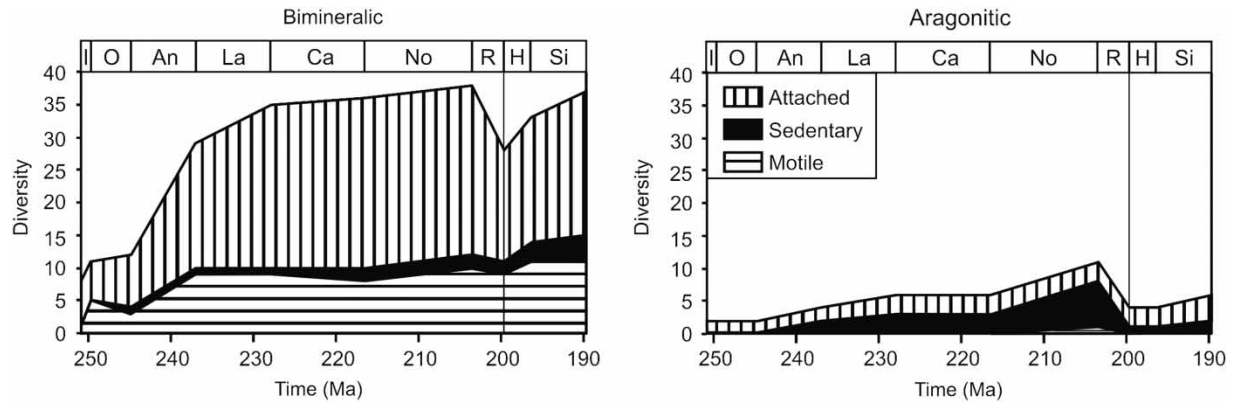 Bimineralic
I O An La Ca No R H Si
40
35
30
25
20
15
10
5
0
Diversity
250 240 230 220 210 200 190
Time (Ma)
Aragonitic
I O An La Ca No R H Si
40
35
30
25
20
15
10
5
0
Diversity
Attached
Sedentary
Motile
250 240 230 220 210 200 190
Time (Ma)